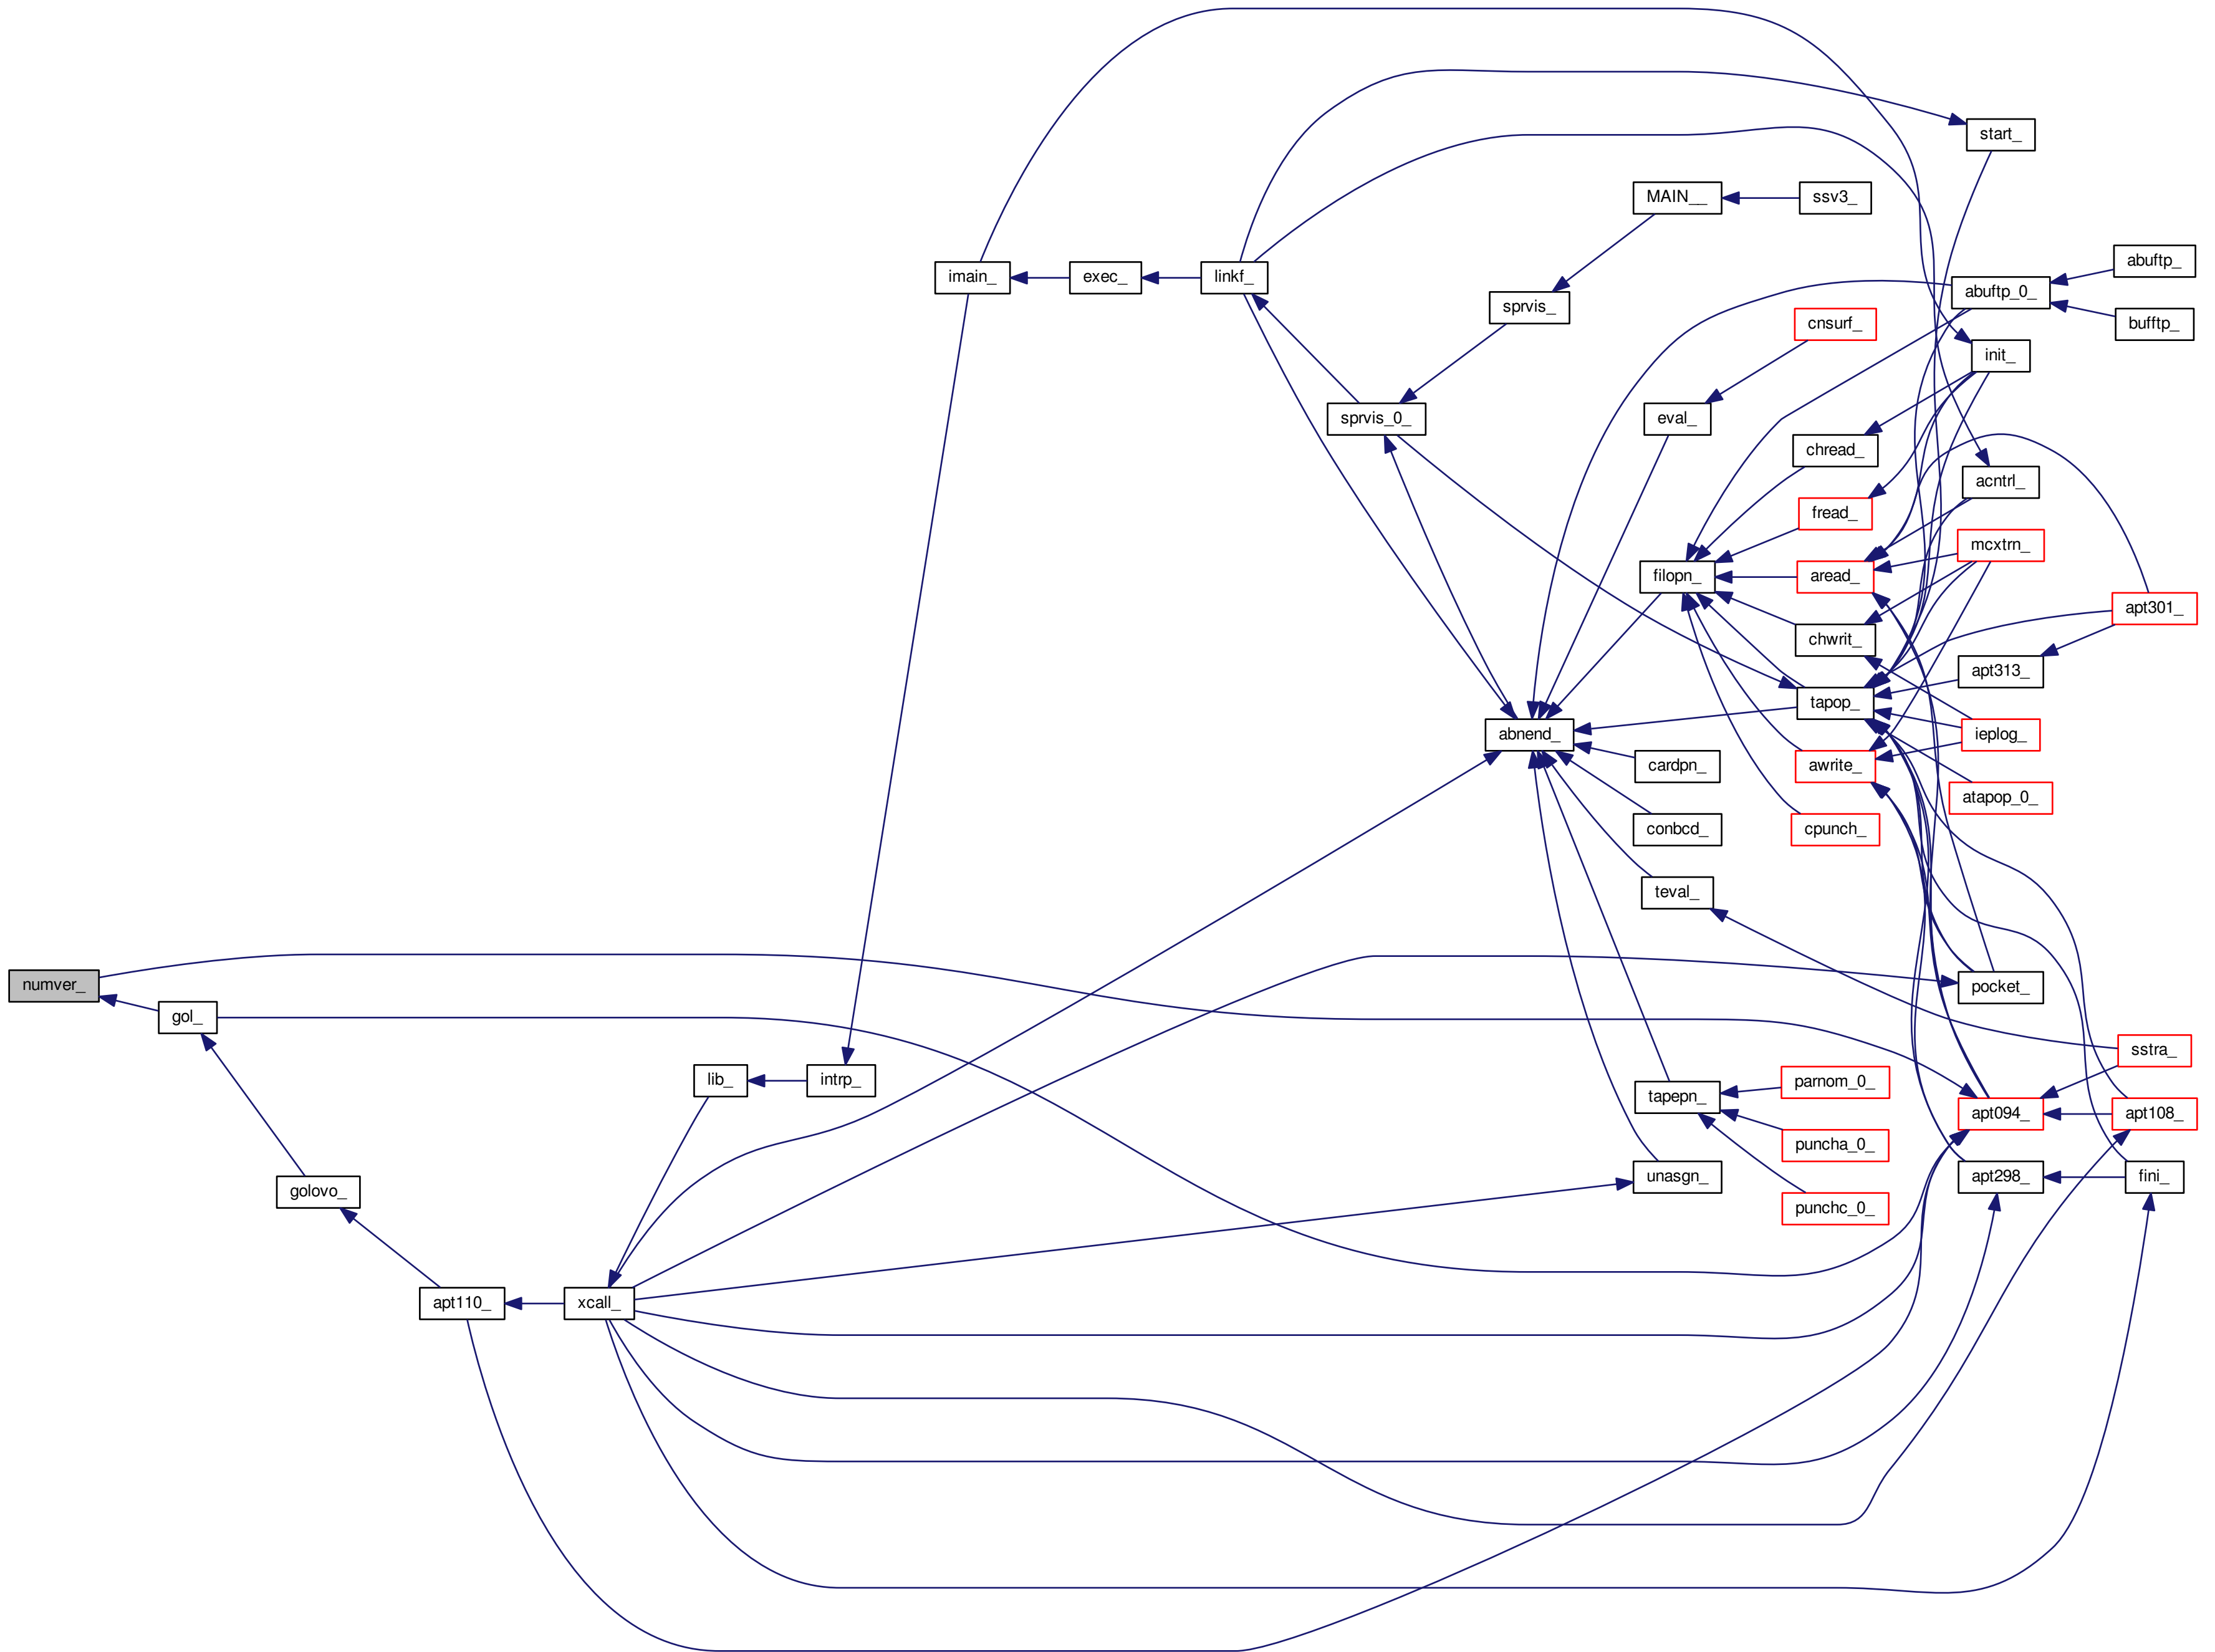 start_
MAIN__
ssv3_
abuftp_
imain_
exec_
linkf_
abuftp_0_
sprvis_
cnsurf_
bufftp_
init_
sprvis_0_
eval_
chread_
acntrl_
fread_
mcxtrn_
filopn_
aread_
apt301_
chwrit_
apt313_
tapop_
abnend_
ieplog_
cardpn_
awrite_
atapop_0_
conbcd_
cpunch_
teval_
numver_
pocket_
gol_
sstra_
lib_
intrp_
parnom_0_
tapepn_
apt094_
apt108_
puncha_0_
golovo_
unasgn_
apt298_
fini_
punchc_0_
apt110_
xcall_